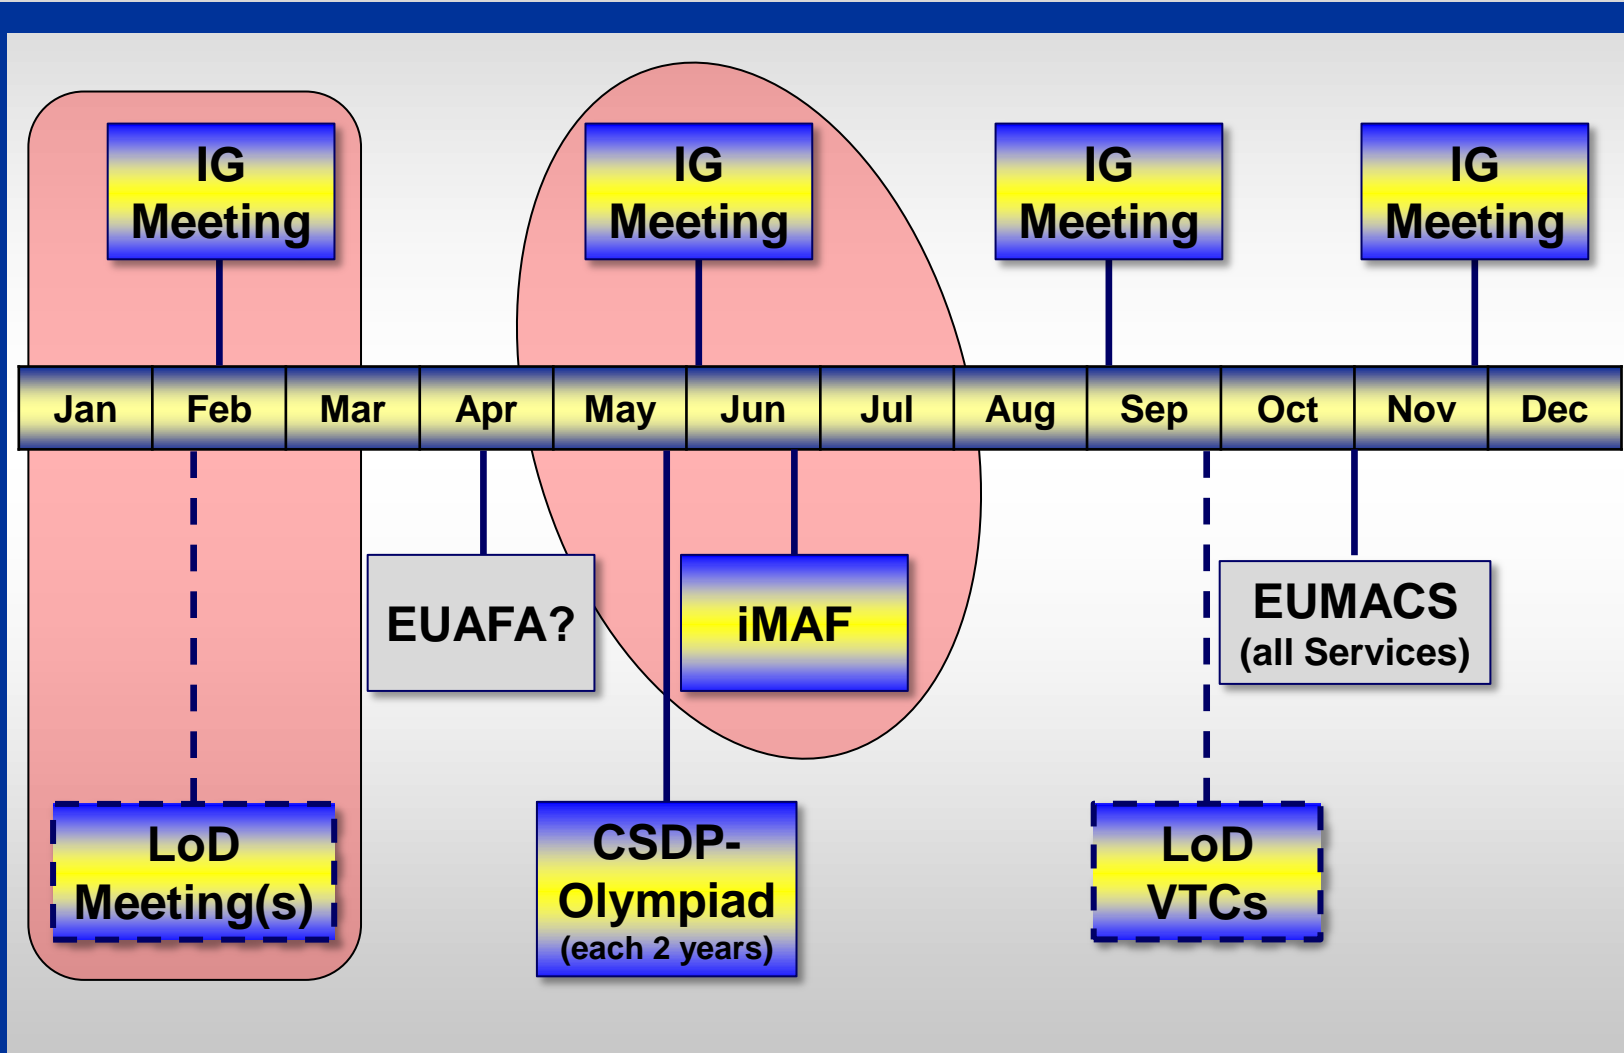 IG
Meeting
IG
Meeting
IG
Meeting
IG
Meeting
Jan Feb Mar Apr May Jun Jul Aug Sep Oct Nov Dec
EUAFA?
iMAF
EUMACS
(all Services)
LoD
Meeting(s)
CSDP-
Olympiad
(each 2 years)
LoD
VTCs